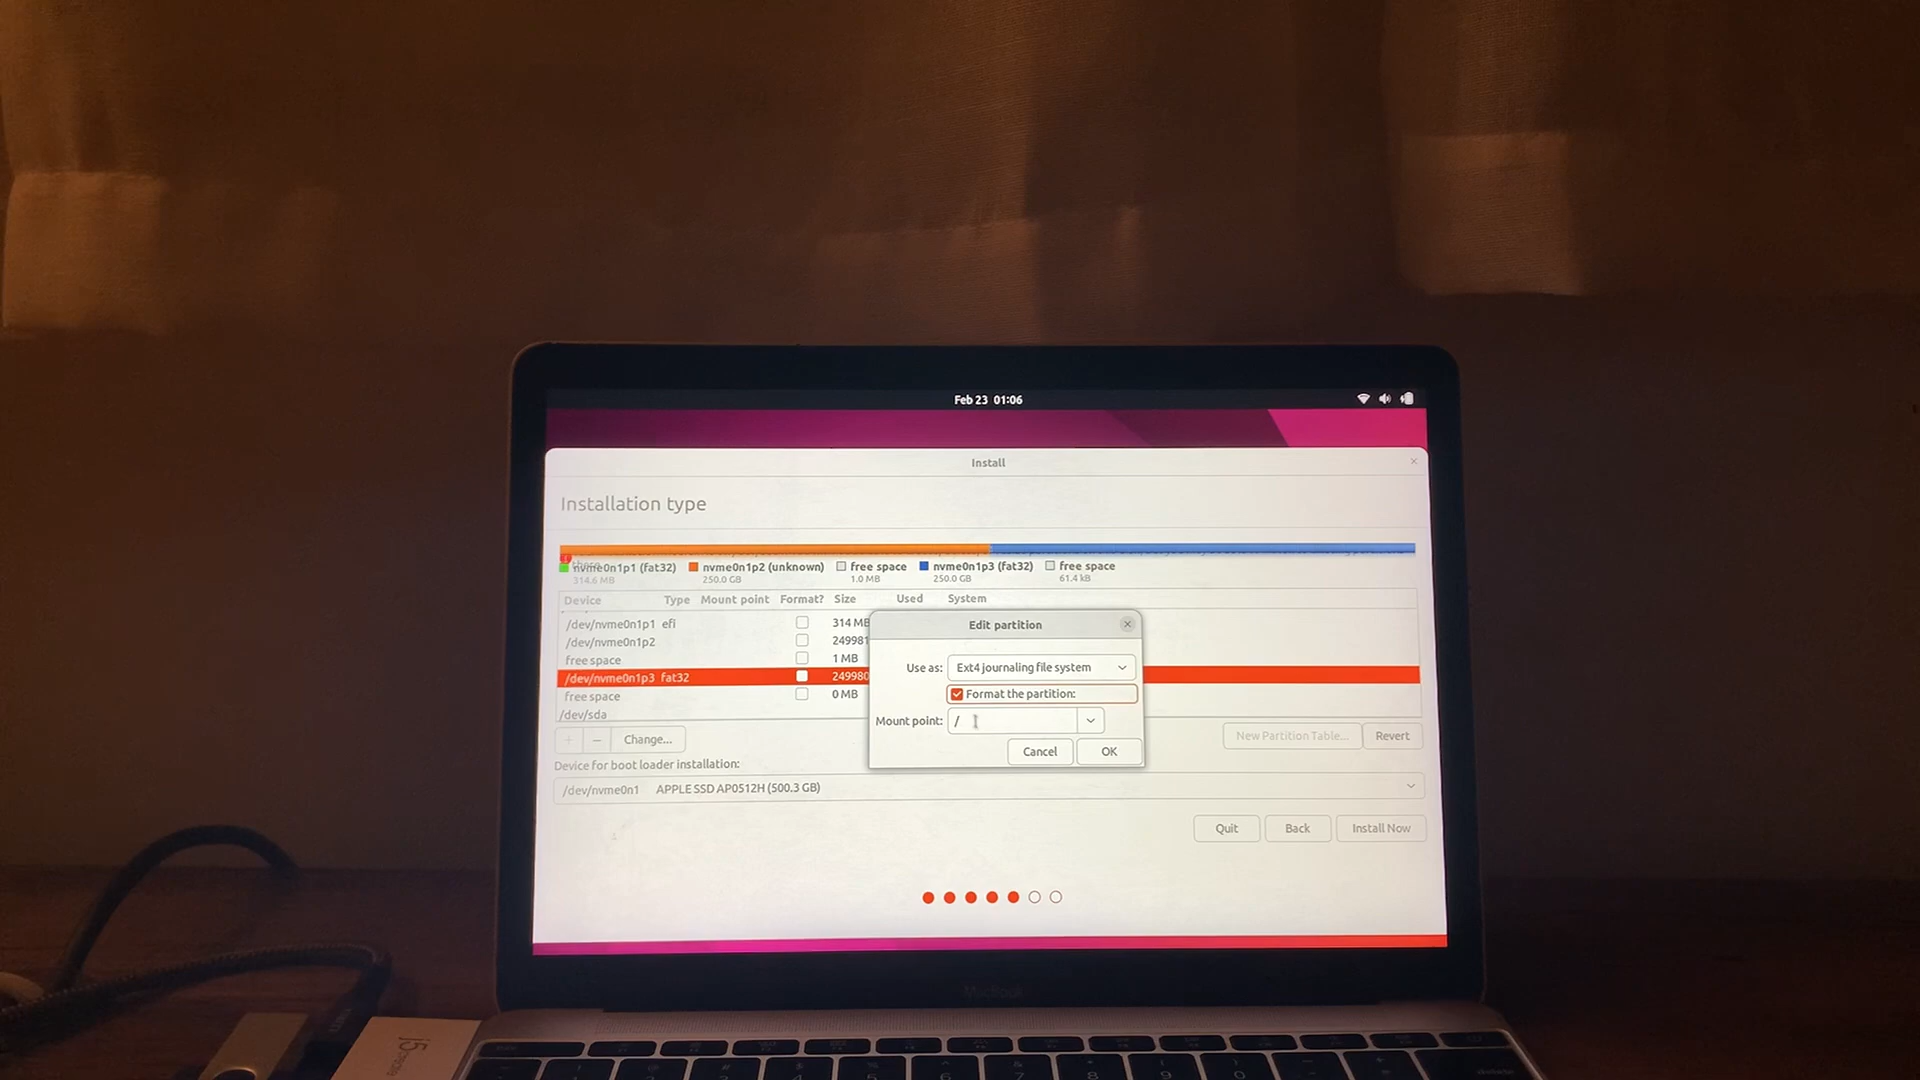 Feb 23 01:06
Install
Installation type
nvme0n1p1 (fat32)
314.6 MB
nvme0n1p2 (unknown)
250.0 GB
free space
1.0 MB
nvme0n1p3 (fat32)
250.0 GB
free space
61.4 kB
Device Type Mount point Format? Size Used System
/dev/nvme0n1p1 efi 314 MB
/dev/nvme0n1p2 249981
free space 1 MB
/dev/nvme0n1p3 fat32 249980
free space 0 MB
/dev/sda
Edit partition
Use as: Ext4 journaling file system
Format the partition:
Mount point: /
Cancel OK
+ − Change...
New Partition Table... Revert
Device for boot loader installation:
/dev/nvme0n1 APPLE SSD AP0512H (500.3 GB)
Quit Back Install Now
MacBook
j5create